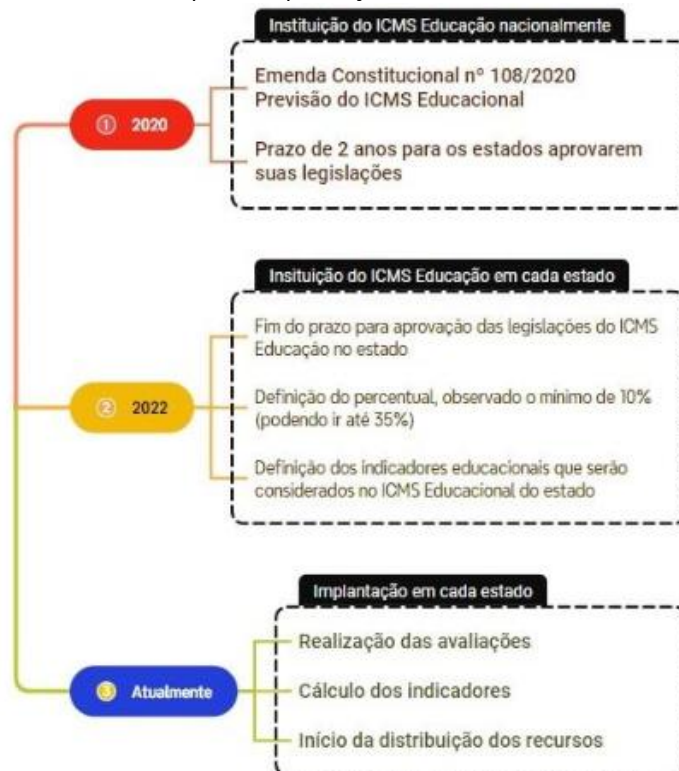 Instituição do ICMS Educação nacionalmente
① 2020
Emenda Constitucional nº 108/2020
Previsão do ICMS Educacional
Prazo de 2 anos para os estados aprovarem
suas legislações
Insituição do ICMS Educação em cada estado
② 2022
Fim do prazo para aprovação das legislações do ICMS
Educação no estado
Definição do percentual, observado o mínimo de 10%
(podendo ir até 35%)
Definição dos indicadores educacionais que serão
considerados no ICMS Educacional do estado
Implantação em cada estado
③ Atualmente
Realização das avaliações
Cálculo dos indicadores
Início da distribuição dos recursos